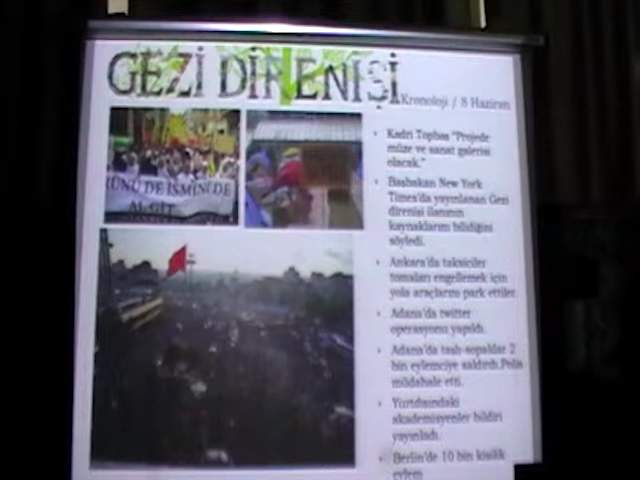 GEZİ DİRENİŞİ
Kronoloji / 8 Haziran
Kadri Topbaş "Projede
müze ve sanat galerisi
olacak."
Başbakan New York
Times'da yayınlanan Gezi
direnişi ilanının
kaynaklarını bildiğini
söyledi.
Ankara'da taksiciler
tomaları engellemek için
yola araçlarını park ettiler.
Adana'da twitter
operasyonu yapıldı.
Adana'da taşlı-sopalılar 2
bin eylemciye saldırdı.Polis
müdahale etti.
Yurtdışındaki
akademisyenler bildiri
yayınladı.
Berlin'de 10 bin kişilik
eylem
DE İSMİN DE